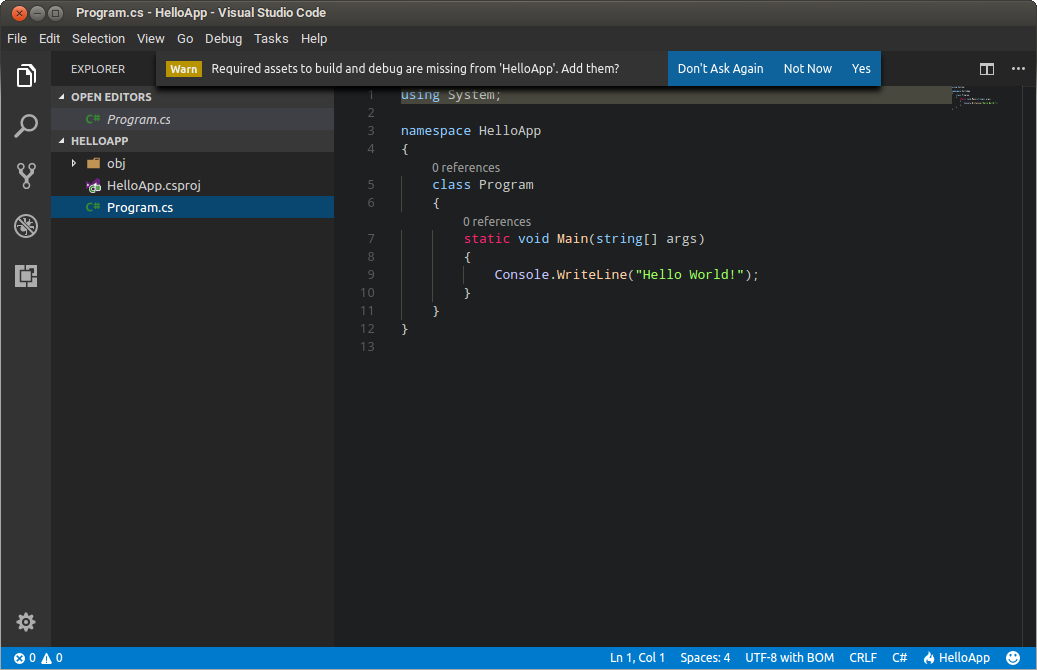 Program.cs - HelloApp - Visual Studio Code
File Edit Selection View Go Debug Tasks Help
EXPLORER
Warn Required assets to build and debug are missing from 'HelloApp'. Add them? Don't Ask Again Not Now Yes
OPEN EDITORS
C# Program.cs
HELLOAPP
obj
HelloApp.csproj
C# Program.cs
1 using System;
2
3 namespace HelloApp
4 {
0 references
5 class Program
6 {
0 references
7 static void Main(string[] args)
8 {
9 Console.WriteLine("Hello World!");
10 }
11 }
12 }
13
0 0 Ln 1, Col 1 Spaces: 4 UTF-8 with BOM CRLF C# HelloApp